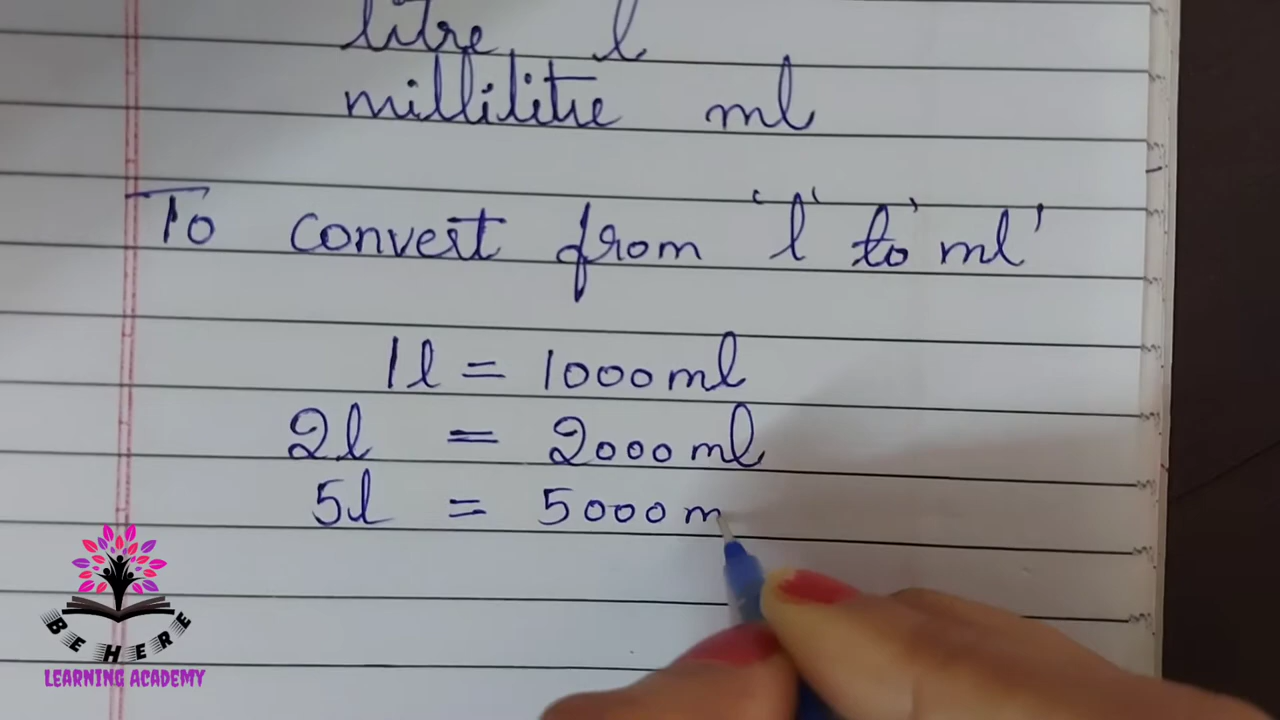 litre l
millilitre ml
To convert from 'l' to 'ml'
1l = 1000ml
2l = 2000ml
5l = 5000m
BE HERE
LEARNING ACADEMY